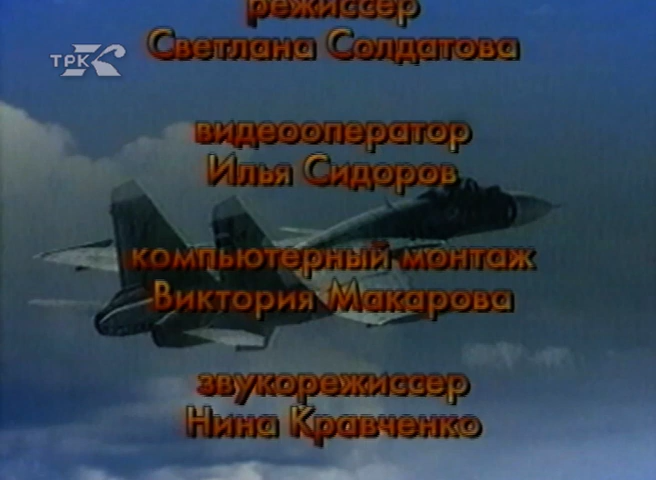 режиссер
Светлана Солдатова
ТРК
видеооператор
Илья Сидоров
компьютерный монтаж
Виктория Макарова
звукорежиссер
Нина Кравченко